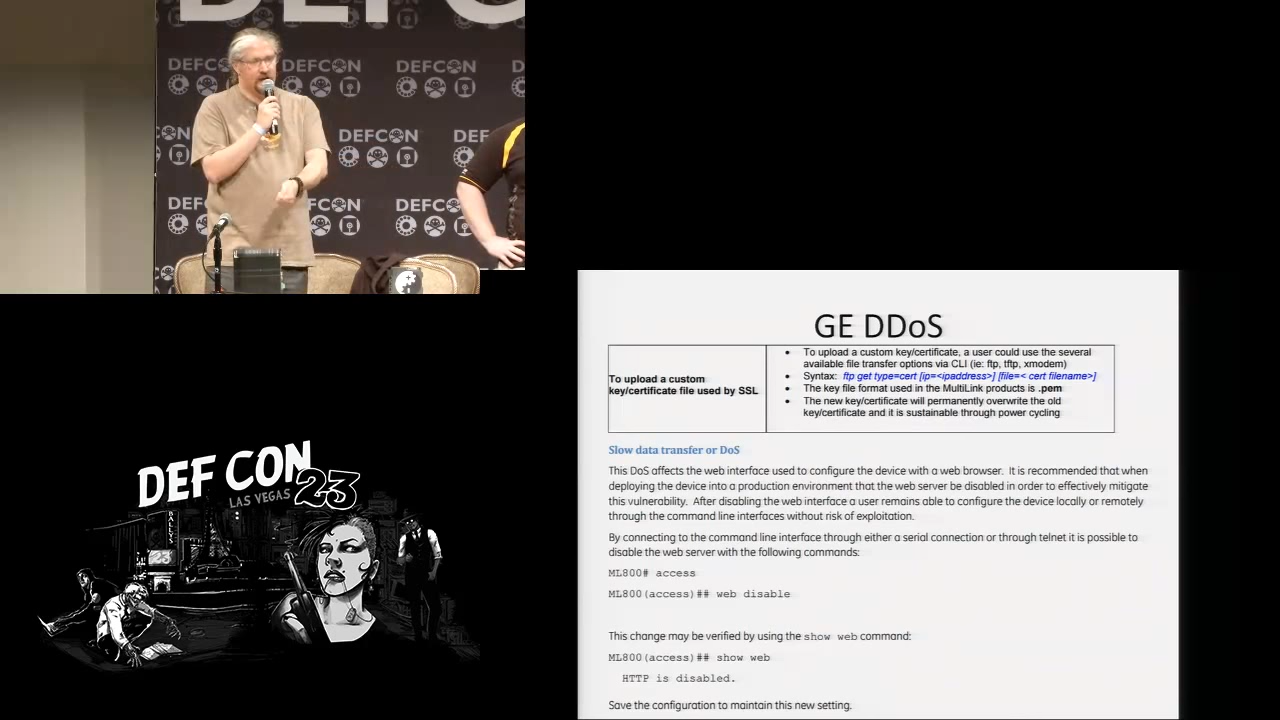 DEFCON
DEFCON
DEFCON
DEFCON
DEFCON
DEF
DEFCON
DEFCON
DEF CON 23
LAS VEGAS
BALLYS
GE DDoS
To upload a custom
key/certificate file used by SSL
• To upload a custom key/certificate, a user could use the several
available file transfer options via CLI (ie: ftp, tftp, xmodem)
• Syntax: ftp get type=cert [ip=<ipaddress>] [file=< cert filename>]
• The key file format used in the MultiLink products is .pem
• The new key/certificate will permanently overwrite the old
key/certificate and it is sustainable through power cycling
Slow data transfer or DoS
This DoS affects the web interface used to configure the device with a web browser. It is recommended that when
deploying the device into a production environment that the web server be disabled in order to effectively mitigate
this vulnerability. After disabling the web interface a user remains able to configure the device locally or remotely
through the command line interfaces without risk of exploitation.
By connecting to the command line interface through either a serial connection or through telnet it is possible to
disable the web server with the following commands:
ML800# access
ML800(access)## web disable
This change may be verified by using the show web command:
ML800(access)## show web
HTTP is disabled.
Save the configuration to maintain this new setting.